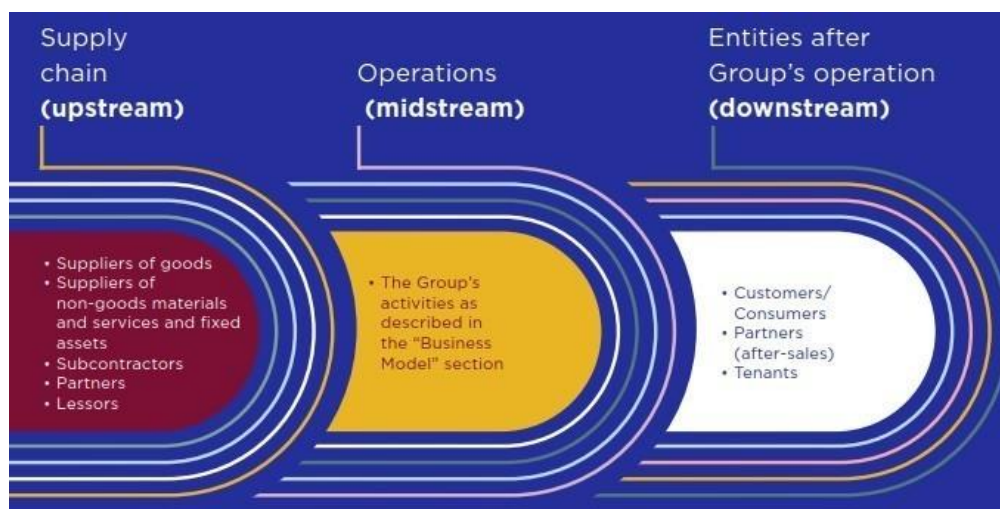 Supply
chain
(upstream)
Operations
(midstream)
Entities after
Group's operation
(downstream)
• Suppliers of goods
• Suppliers of
non-goods materials
and services and fixed
assets
• Subcontractors
• Partners
• Lessors
• The Group's
activities as
described in
the "Business
Model" section
• Customers/
Consumers
• Partners
(after-sales)
• Tenants